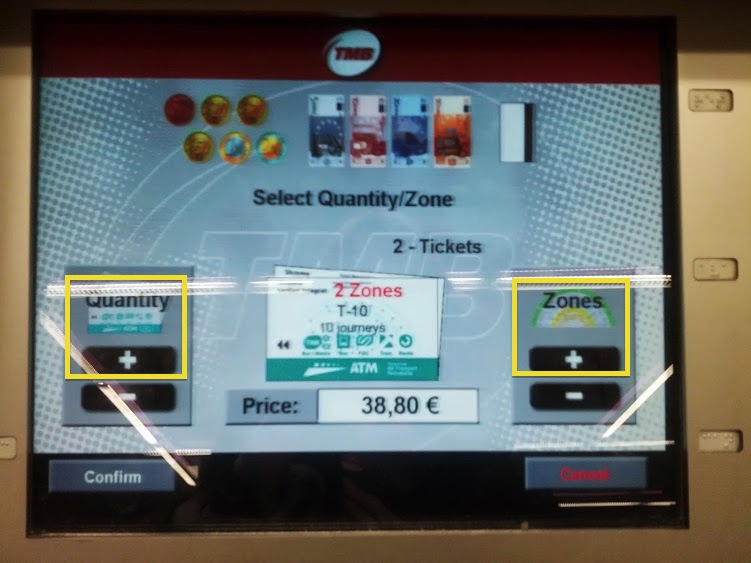 TMB
Select Quantity/Zone
2 - Tickets
Quantity
2 Zones
T-10
10 journeys
ATM
Zones
+
+
-
-
Price: 38,80 €
Confirm
Cancel